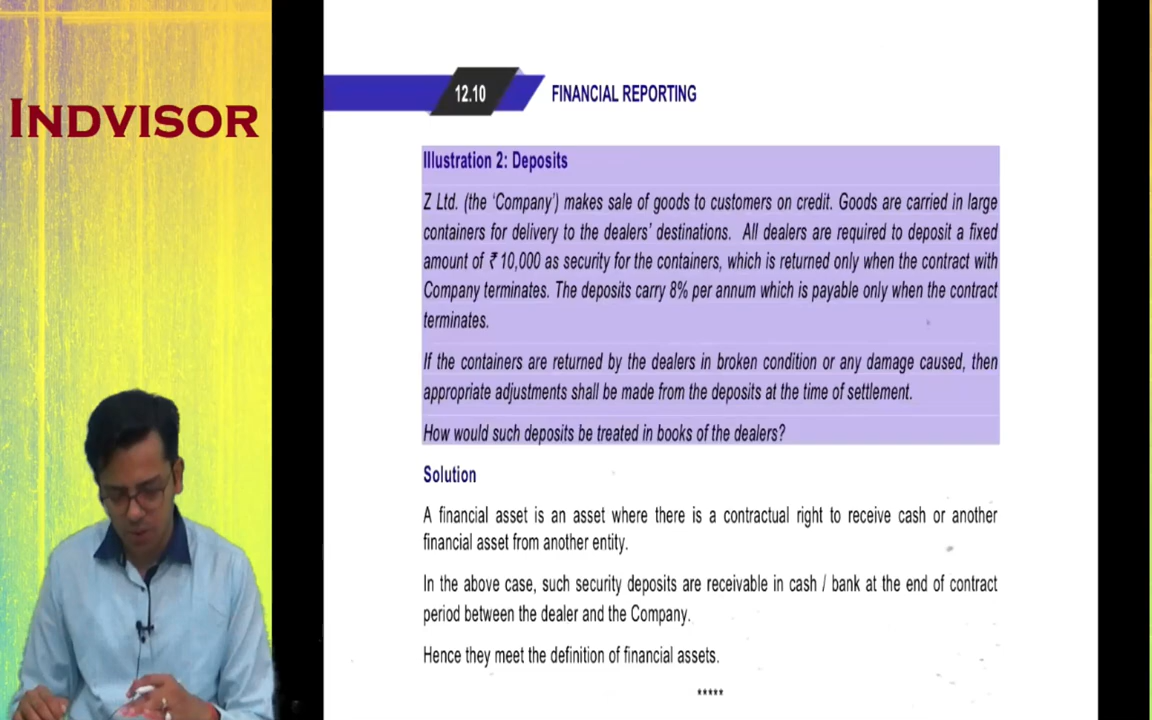 INDVISOR
12.10 FINANCIAL REPORTING
Illustration 2: Deposits
Z Ltd. (the ‘Company’) makes sale of goods to customers on credit. Goods are carried in large
containers for delivery to the dealers’ destinations. All dealers are required to deposit a fixed
amount of ₹ 10,000 as security for the containers, which is returned only when the contract with
Company terminates. The deposits carry 8% per annum which is payable only when the contract
terminates.
If the containers are returned by the dealers in broken condition or any damage caused, then
appropriate adjustments shall be made from the deposits at the time of settlement.
How would such deposits be treated in books of the dealers?
Solution
A financial asset is an asset where there is a contractual right to receive cash or another
financial asset from another entity.
In the above case, such security deposits are receivable in cash / bank at the end of contract
period between the dealer and the Company.
Hence they meet the definition of financial assets.
*****